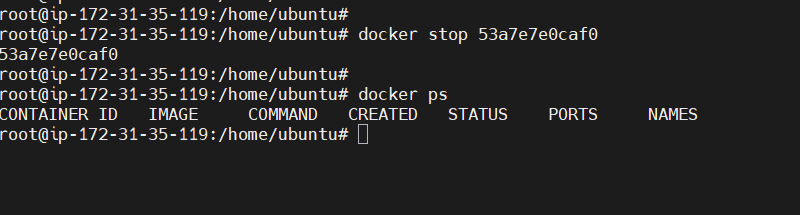 root@ip-172-31-35-119:/home/ubuntu#
root@ip-172-31-35-119:/home/ubuntu# docker stop 53a7e7e0caf0
53a7e7e0caf0
root@ip-172-31-35-119:/home/ubuntu#
root@ip-172-31-35-119:/home/ubuntu# docker ps
CONTAINER ID   IMAGE     COMMAND   CREATED   STATUS    PORTS     NAMES
root@ip-172-31-35-119:/home/ubuntu#